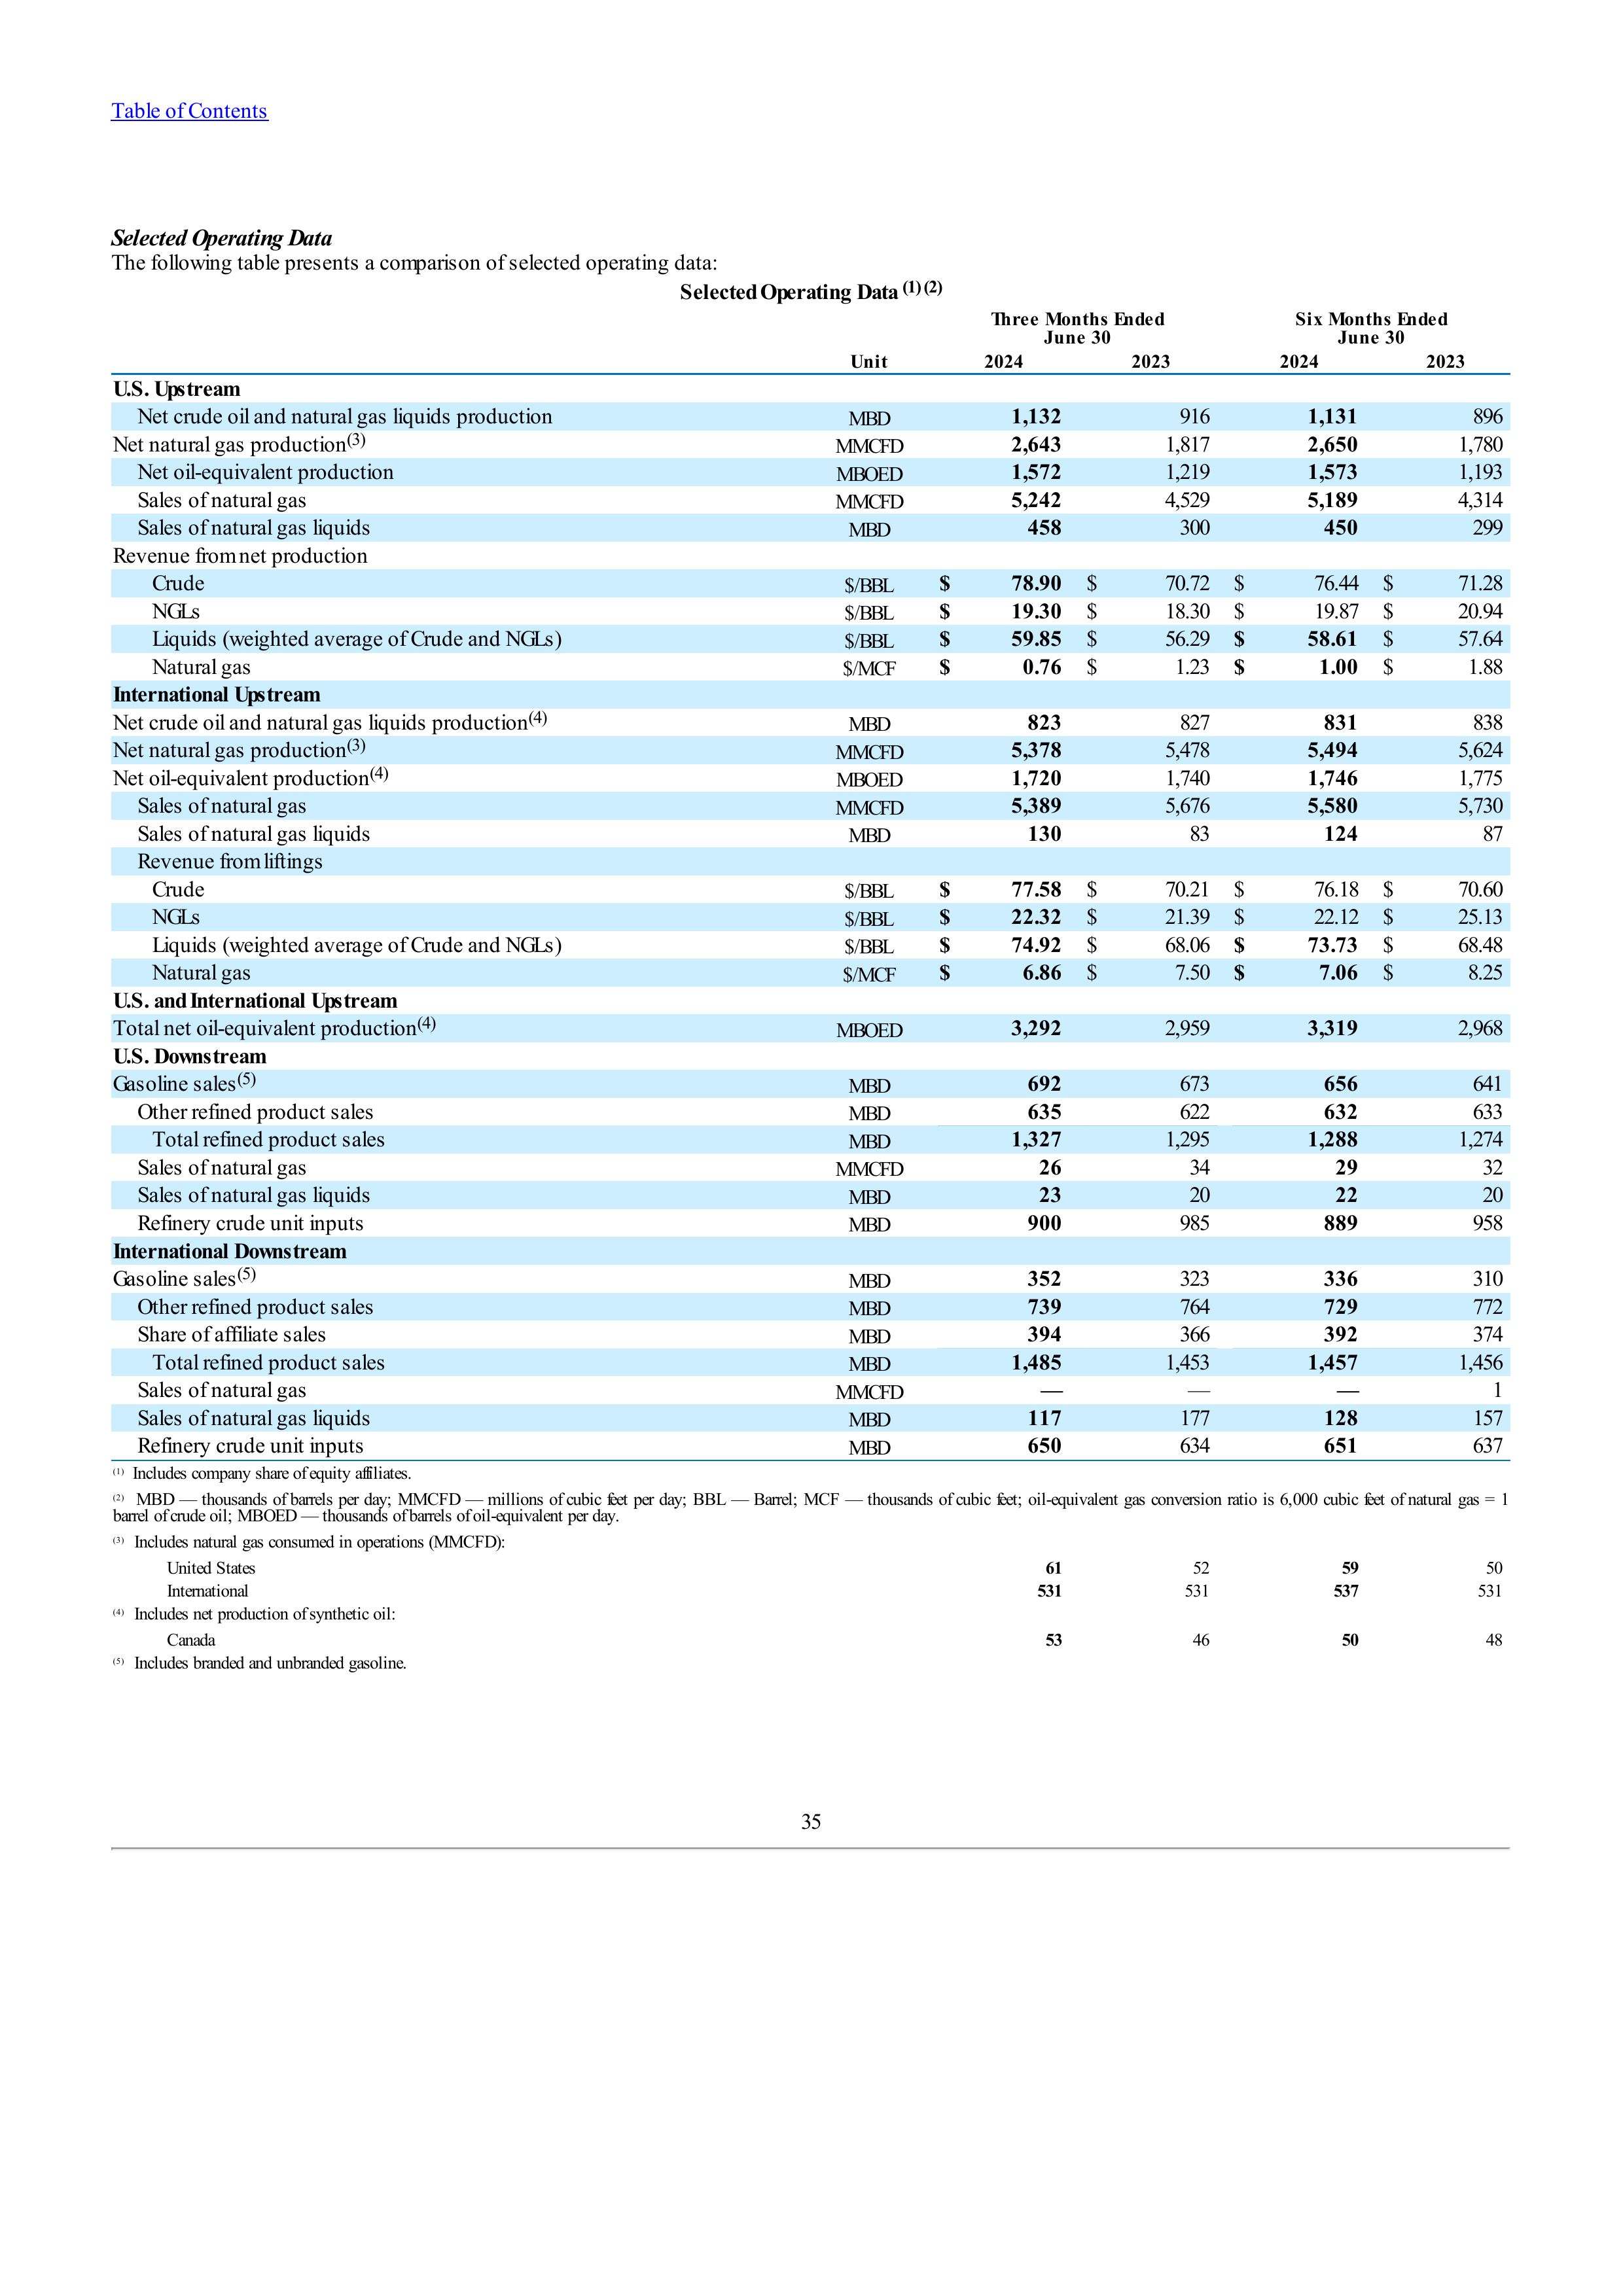 Table of Contents
Selected Operating Data
The following table presents a comparison of selected operating data:
Selected Operating Data (1)(2)
Three Months Ended June 30 Six Months Ended June 30
Unit 2024 2023 2024 2023
U.S. Upstream
Net crude oil and natural gas liquids production MBD 1,132 916 1,131 896
Net natural gas production(3) MMCFD 2,643 1,817 2,650 1,780
Net oil-equivalent production MBOED 1,572 1,219 1,573 1,193
Sales of natural gas MMCFD 5,242 4,529 5,189 4,314
Sales of natural gas liquids MBD 458 300 450 299
Revenue from net production
Crude $/BBL $ 78.90 $ 70.72 $ 76.44 $ 71.28
NGLs $/BBL $ 19.30 $ 18.30 $ 19.87 $ 20.94
Liquids (weighted average of Crude and NGLs) $/BBL $ 59.85 $ 56.29 $ 58.61 $ 57.64
Natural gas $/MCF $ 0.76 $ 1.23 $ 1.00 $ 1.88
International Upstream
Net crude oil and natural gas liquids production(4) MBD 823 827 831 838
Net natural gas production(3) MMCFD 5,378 5,478 5,494 5,624
Net oil-equivalent production(4) MBOED 1,720 1,740 1,746 1,775
Sales of natural gas MMCFD 5,389 5,676 5,580 5,730
Sales of natural gas liquids MBD 130 83 124 87
Revenue from liftings
Crude $/BBL $ 77.58 $ 70.21 $ 76.18 $ 70.60
NGLs $/BBL $ 22.32 $ 21.39 $ 22.12 $ 25.13
Liquids (weighted average of Crude and NGLs) $/BBL $ 74.92 $ 68.06 $ 73.73 $ 68.48
Natural gas $/MCF $ 6.86 $ 7.50 $ 7.06 $ 8.25
U.S. and International Upstream
Total net oil-equivalent production(4) MBOED 3,292 2,959 3,319 2,968
U.S. Downstream
Gasoline sales(5) MBD 692 673 656 641
Other refined product sales MBD 635 622 632 633
Total refined product sales MBD 1,327 1,295 1,288 1,274
Sales of natural gas MMCFD 26 34 29 32
Sales of natural gas liquids MBD 23 20 22 20
Refinery crude unit inputs MBD 900 985 889 958
International Downstream
Gasoline sales(5) MBD 352 323 336 310
Other refined product sales MBD 739 764 729 772
Share of affiliate sales MBD 394 366 392 374
Total refined product sales MBD 1,485 1,453 1,457 1,456
Sales of natural gas MMCFD — — — 1
Sales of natural gas liquids MBD 117 177 128 157
Refinery crude unit inputs MBD 650 634 651 637
(1) Includes company share of equity affiliates.
(2) MBD — thousands of barrels per day; MMCFD — millions of cubic feet per day; BBL — Barrel; MCF — thousands of cubic feet; oil-equivalent gas conversion ratio is 6,000 cubic feet of natural gas = 1
barrel of crude oil; MBOED — thousands of barrels of oil-equivalent per day.
(3) Includes natural gas consumed in operations (MMCFD):
United States 61 52 59 50
International 531 531 537 531
(4) Includes net production of synthetic oil:
Canada 53 46 50 48
(5) Includes branded and unbranded gasoline.
35